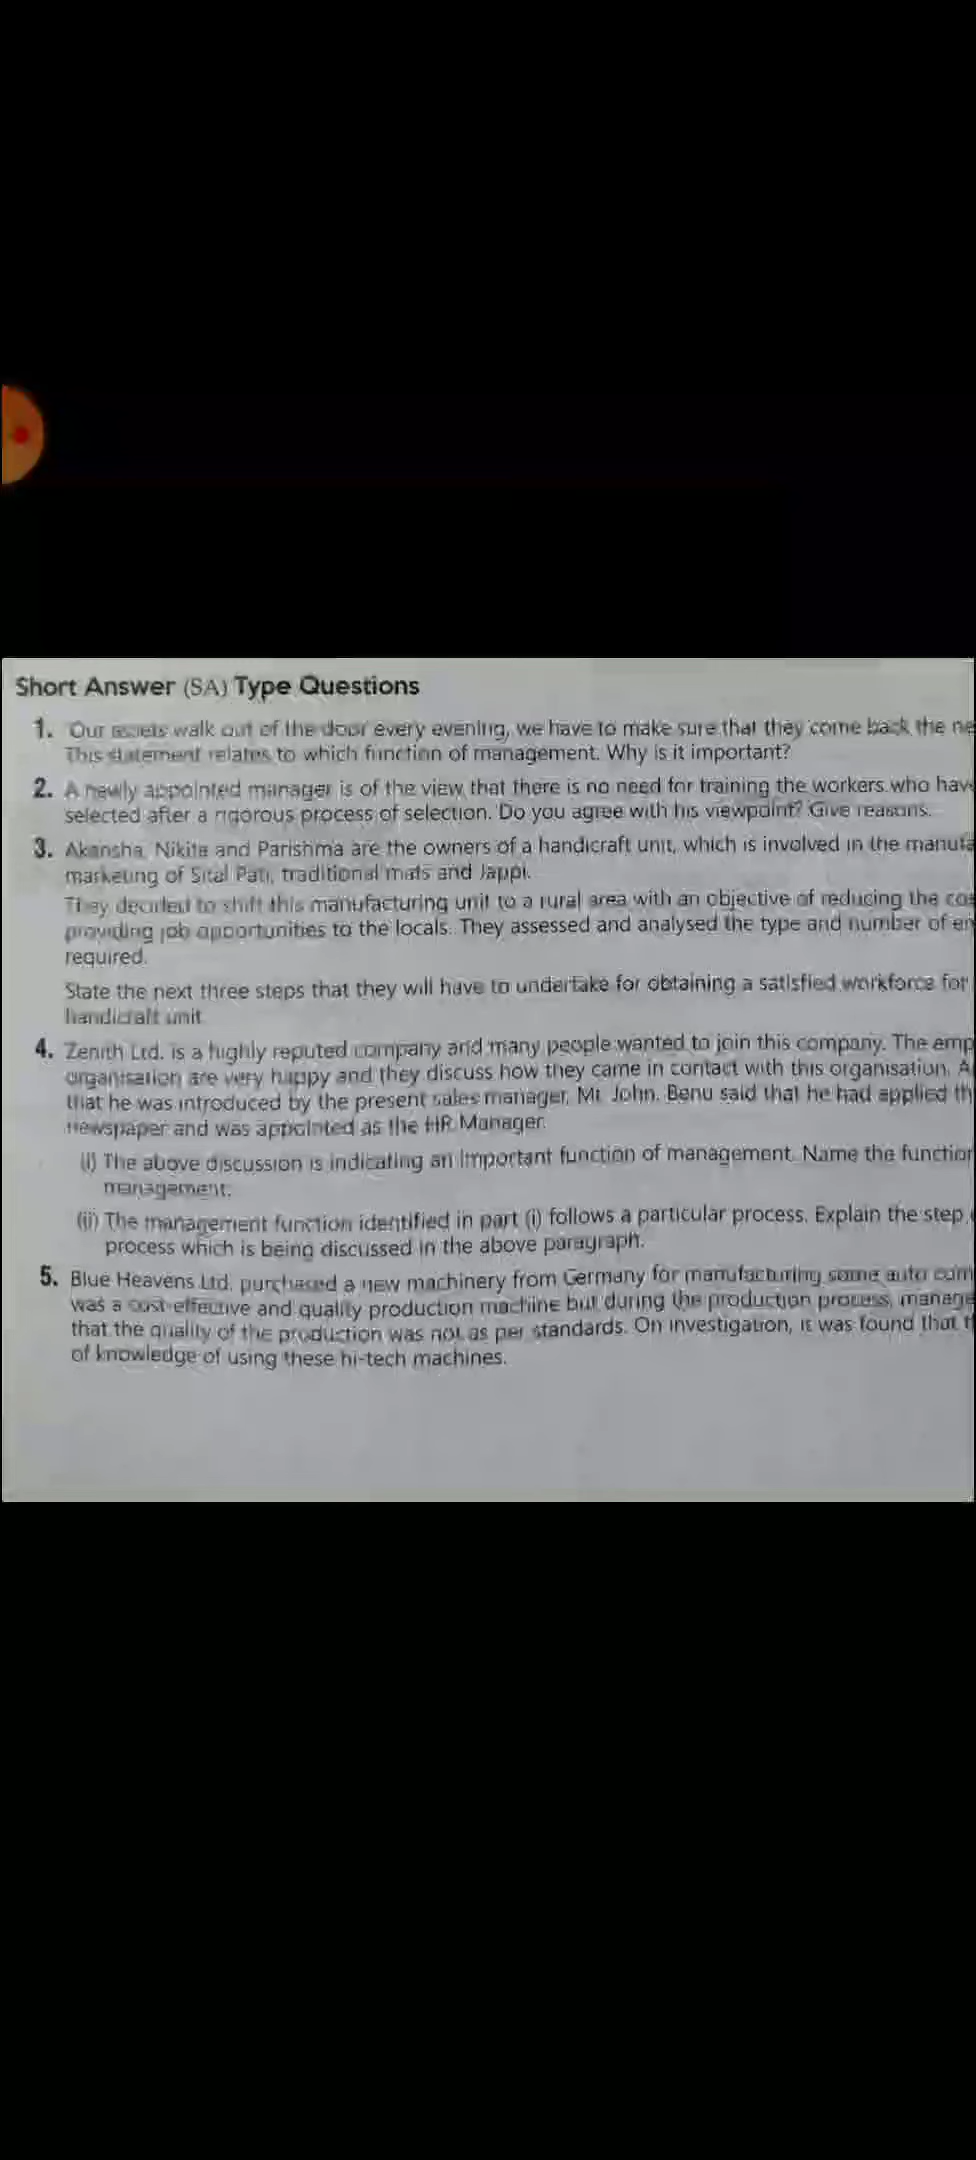 Short Answer (SA) Type Questions
1. Our assets walk out of the door every evening, we have to make sure that they come back the
This statement relates to which function of management. Why is it important?
2. A newly appointed manager is of the view that there is no need for training the workers who
selected after a rigorous process of selection. Do you agree with his viewpoint? Give reasons.
3. Akansha, Nikita and Parishma are the owners of a handicraft unit, which is involved in the
marketing of Sital Pati, traditional mats and Jappi.
They decided to shift this manufacturing unit to a rural area with an objective of reducing the
providing job opportunities to the locals. They assessed and analysed the type and number of
required.
State the next three steps that they will have to undertake for obtaining a satisfied workforce for
handicraft unit
4. Zenith Ltd. is a highly reputed company and many people wanted to join this company. The
organisation are very happy and they discuss how they came in contact with this organisation.
that he was introduced by the present sales manager, Mr. John. Benu said that he had applied
newspaper and was appointed as the HR Manager.
(i) The above discussion is indicating an important function of management. Name the
management.
(ii) The management function identified in part (i) follows a particular process. Explain the step
process which is being discussed in the above paragraph.
5. Blue Heavens Ltd. purchased a new machinery from Germany for manufacturing some auto
was a cost-effective and quality production machine but during the production process,
that the quality of the production was not as per standards. On investigation, it was found that
of knowledge of using these hi-tech machines.